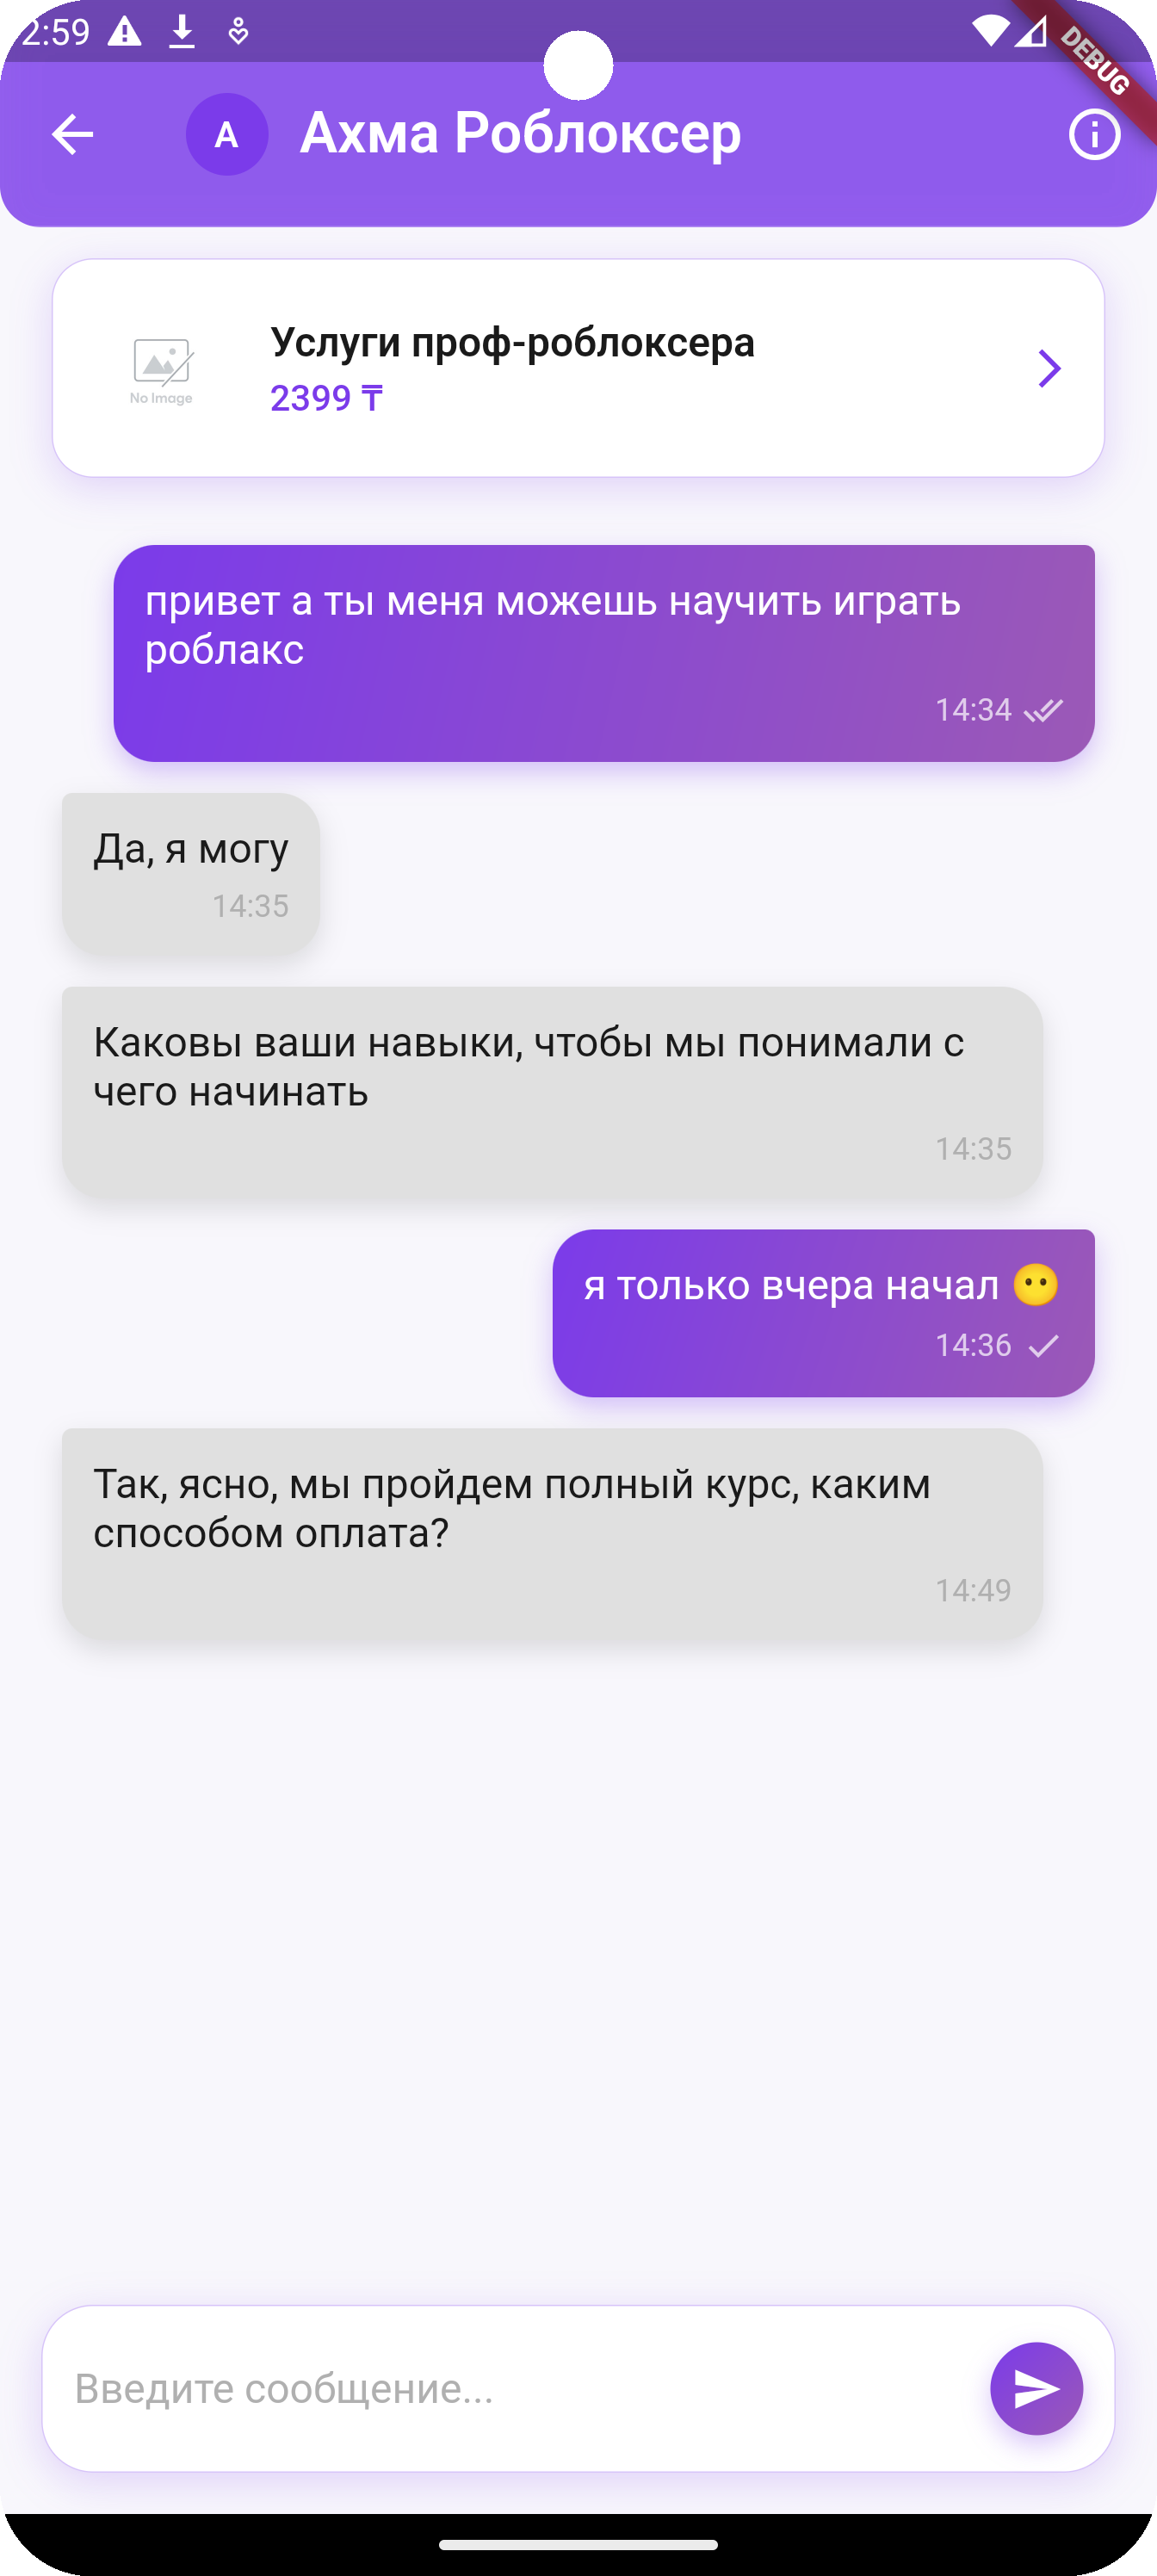 2:59
DEBUG
А
Ахма Роблоксер
Услуги проф-роблоксера
2399 ₸
No Image
привет а ты меня можешь научить играть
роблакс
14:34
Да, я могу
14:35
Каковы ваши навыки, чтобы мы понимали с
чего начинать
14:35
я только вчера начал 😶
14:36
Так, ясно, мы пройдем полный курс, каким
способом оплата?
14:49
Введите сообщение...